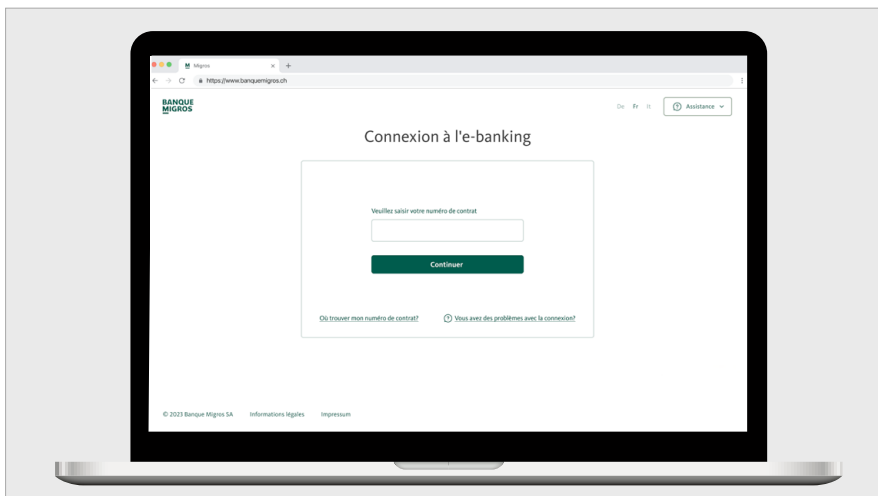 M Migros × +
https://www.banquemigros.ch
BANQUE
MIGROS
De Fr It
? Assistance
Connexion à l'e-banking
Veuillez saisir votre numéro de contrat
Continuer
Où trouver mon numéro de contrat?
? Vous avez des problèmes avec la connexion?
© 2023 Banque Migros SA Informations légales Impressum